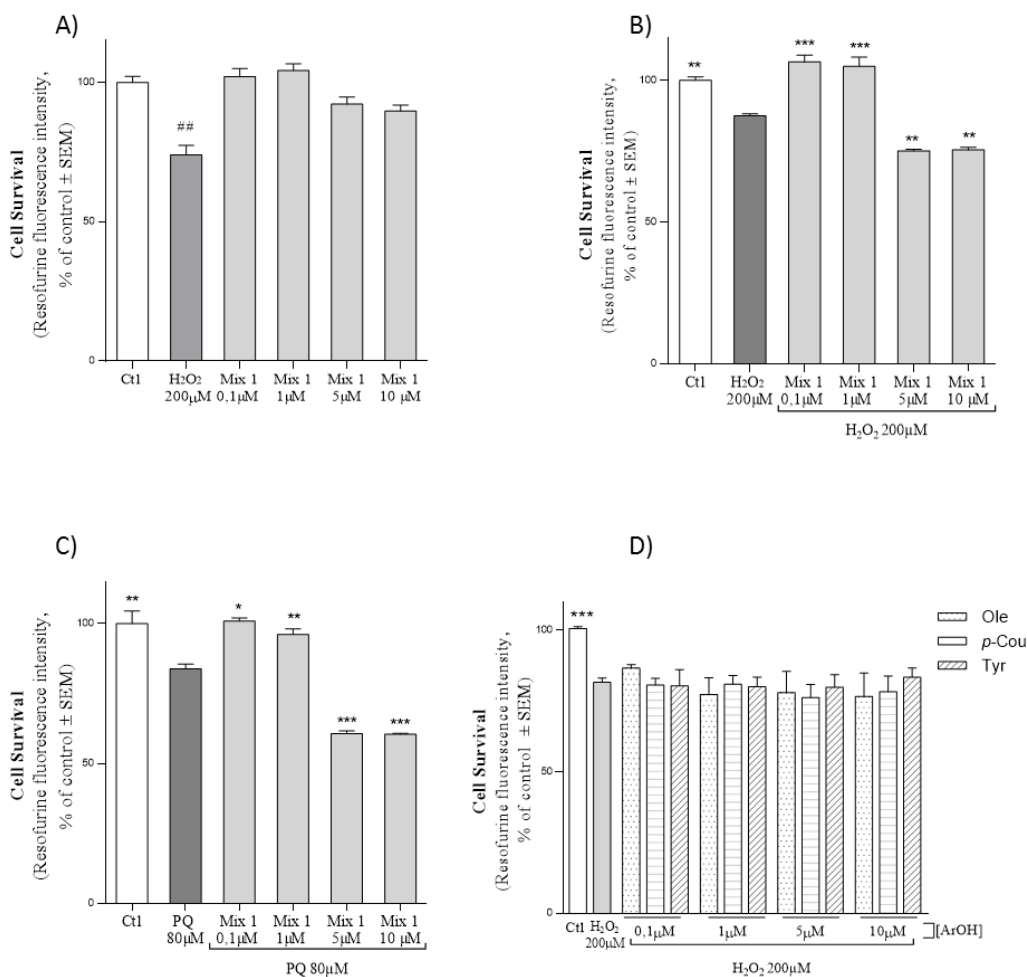 A)
Cell Survival
(Resofurine fluorescence intensity,
% of control ± SEM)
100
50
0
##
Ct1 H2O2 Mix 1 Mix 1 Mix 1 Mix 1
200µM 0,1µM 1µM 5µM 10 µM
B)
Cell Survival
(Resofurine fluorescence intensity,
% of control ± SEM)
100
50
0
** *** *** ** **
Ct1 H2O2 Mix 1 Mix 1 Mix 1 Mix 1
200µM 0,1µM 1µM 5µM 10 µM
H2O2 200µM
C)
Cell Survival
(Resofurine fluorescence intensity,
% of control ± SEM)
100
50
0
** * ** *** ***
Ct1 PQ Mix 1 Mix 1 Mix 1 Mix 1
80µM 0,1µM 1µM 5µM 10 µM
PQ 80µM
D)
Cell Survival
(Resofurine fluorescence intensity,
% of control ± SEM)
100
50
0
***
Ole
p-Cou
Tyr
Ct1 H2O2 0,1µM 1µM 5µM 10µM [ArOH]
200µM
H2O2 200µM